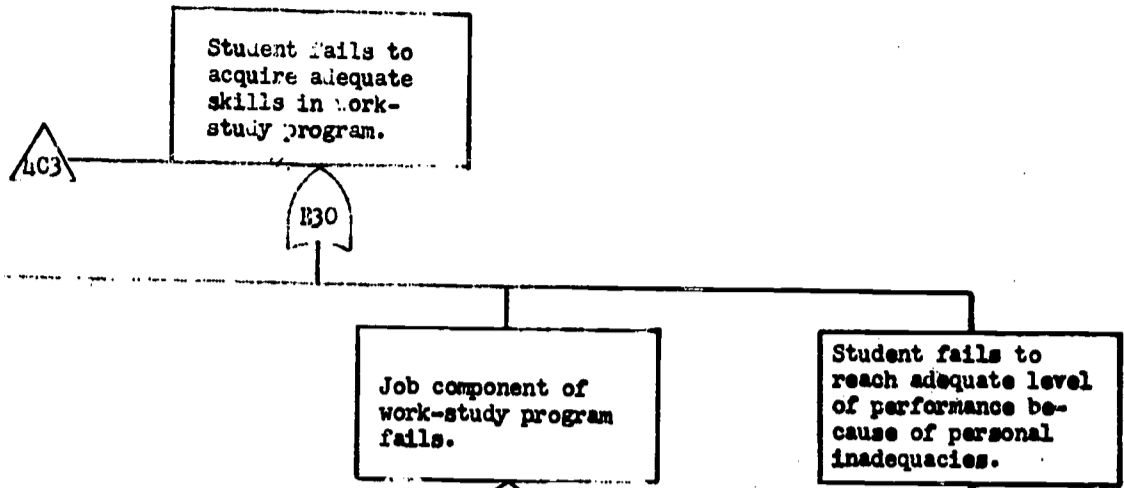 Student fails to
acquire adequate
skills in work-
study program.
4C3
E30
Job component of
work-study program
fails.
Student fails to
reach adequate level
of performance be-
cause of personal
inadequacies.